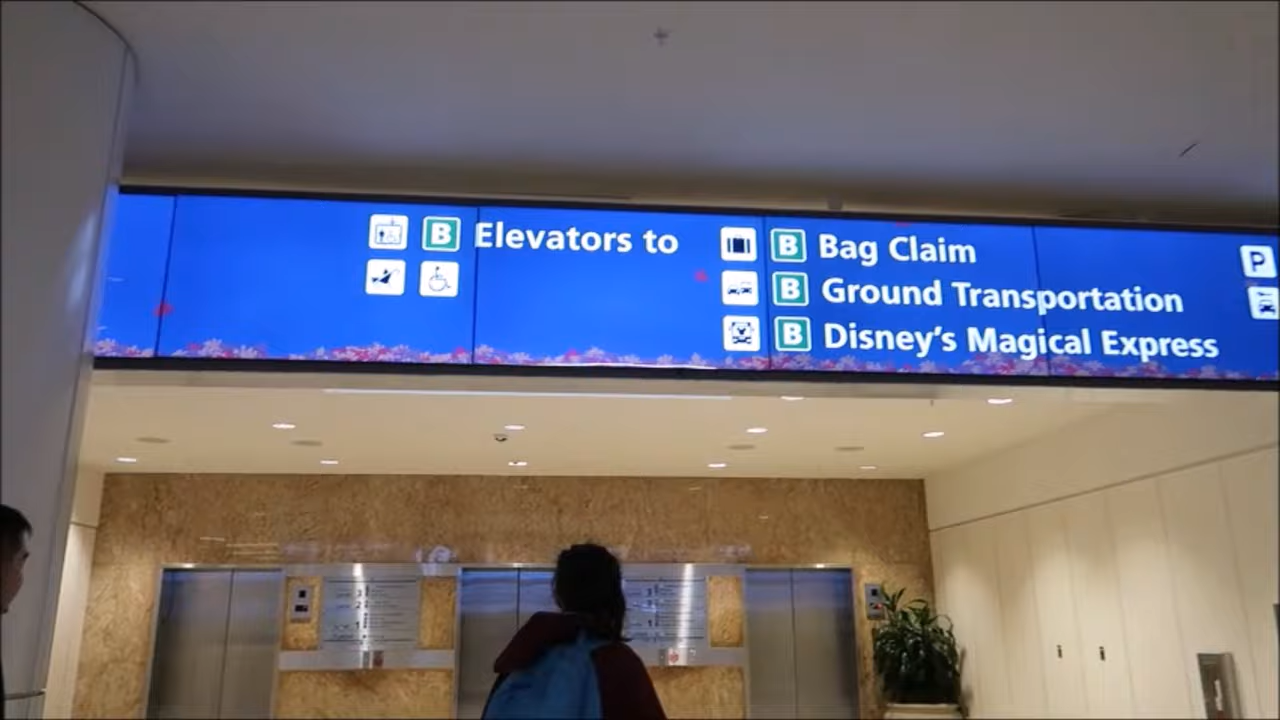 B Elevators to
B Bag Claim
B Ground Transportation
B Disney's Magical Express
P